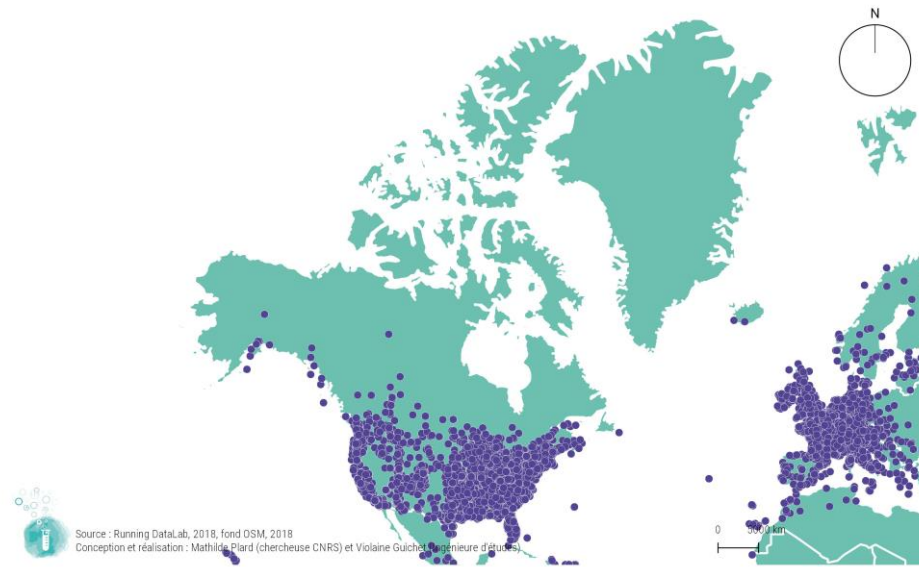 N
Source : Running DataLab, 2018, fond OSM, 2018
Conception et réalisation : Mathilde Plard (chercheuse CNRS) et Violaine Guichet (ingénieure d'études)
0 3000 km